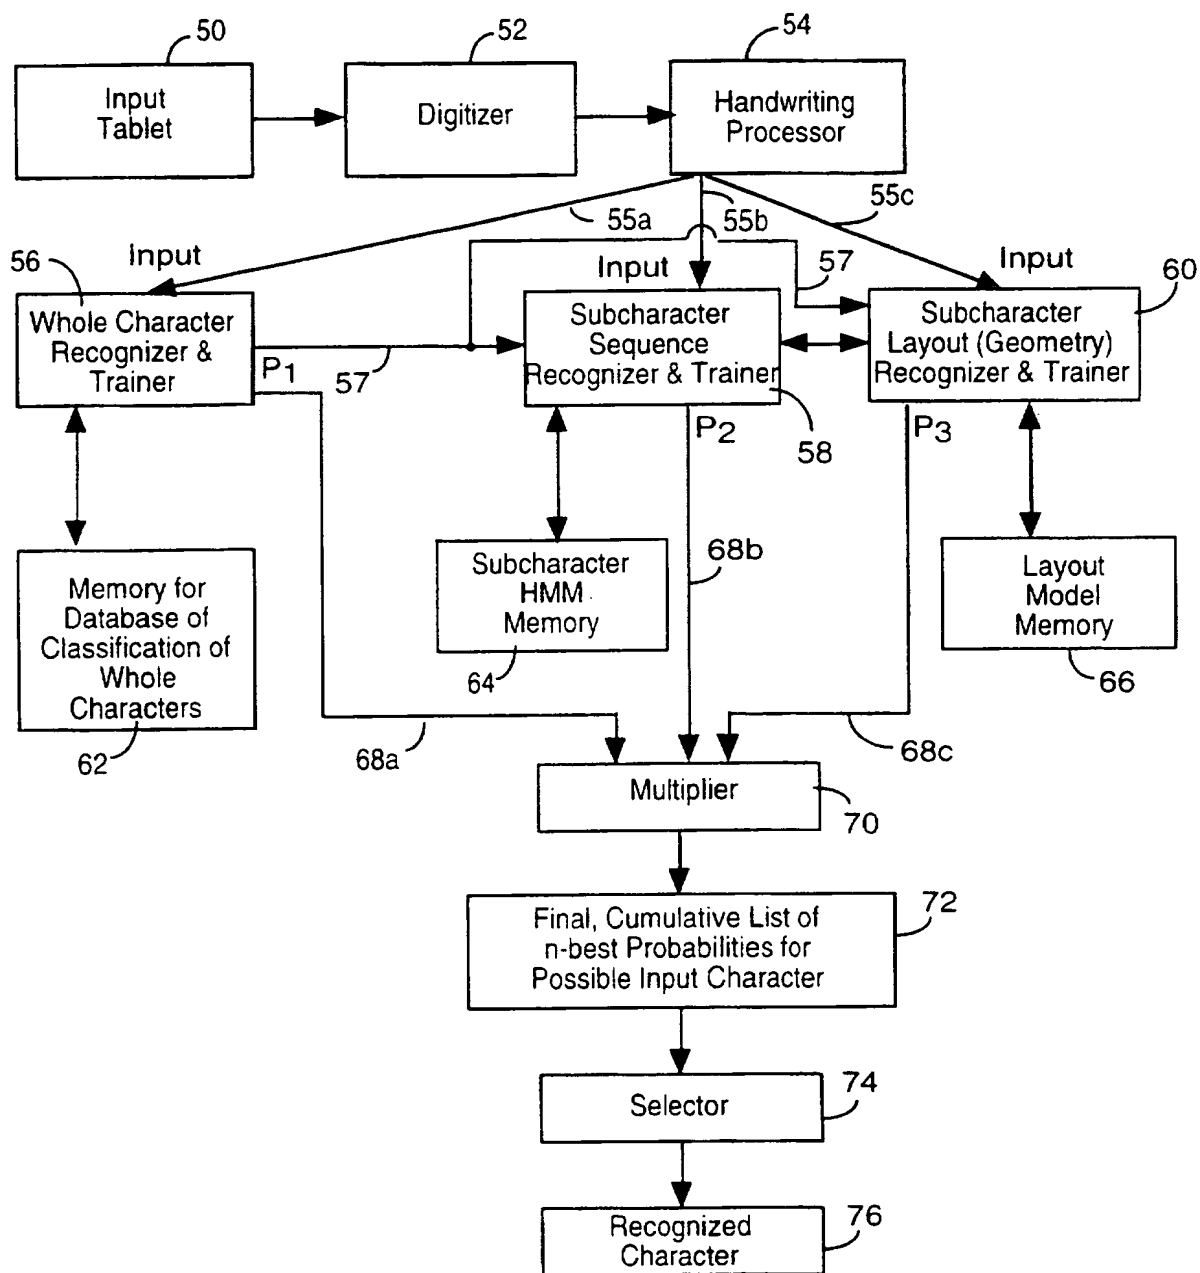 50
52
54
Input
Tablet
Digitizer
Handwriting
Processor
55a
55b
55c
Input
Input
Input
56
57
60
Whole Character
Recognizer &
Trainer
P1
57
Subcharacter
Sequence
Recognizer & Trainer
58
P2
Subcharacter
Layout (Geometry)
Recognizer & Trainer
P3
Memory for
Database of
Classification of
Whole
Characters
62
Subcharacter
HMM
Memory
64
68b
Layout
Model
Memory
66
68a
68c
Multiplier
70
Final, Cumulative List of
n-best Probabilities for
Possible Input Character
72
Selector
74
Recognized
Character
76